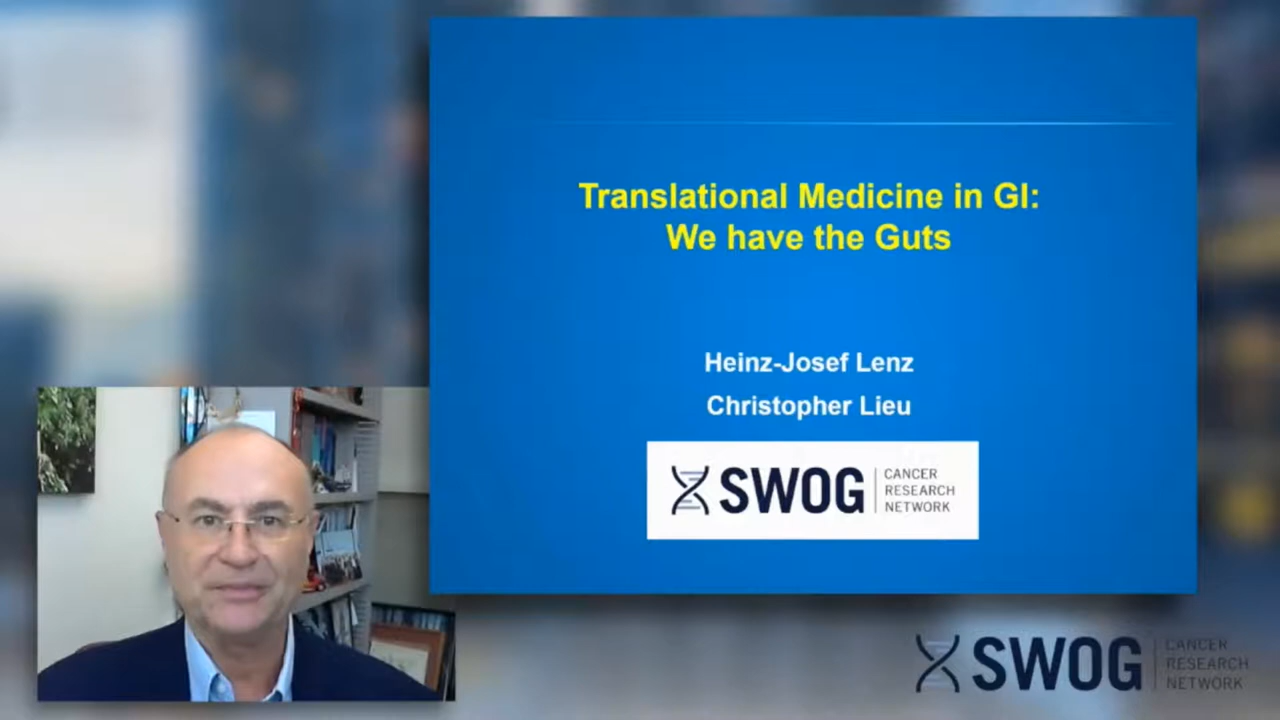 Translational Medicine in GI:
We have the Guts
Heinz-Josef Lenz
Christopher Lieu
SWOG
CANCER
RESEARCH
NETWORK
SWOG
CANCER
RESEARCH
NETWORK